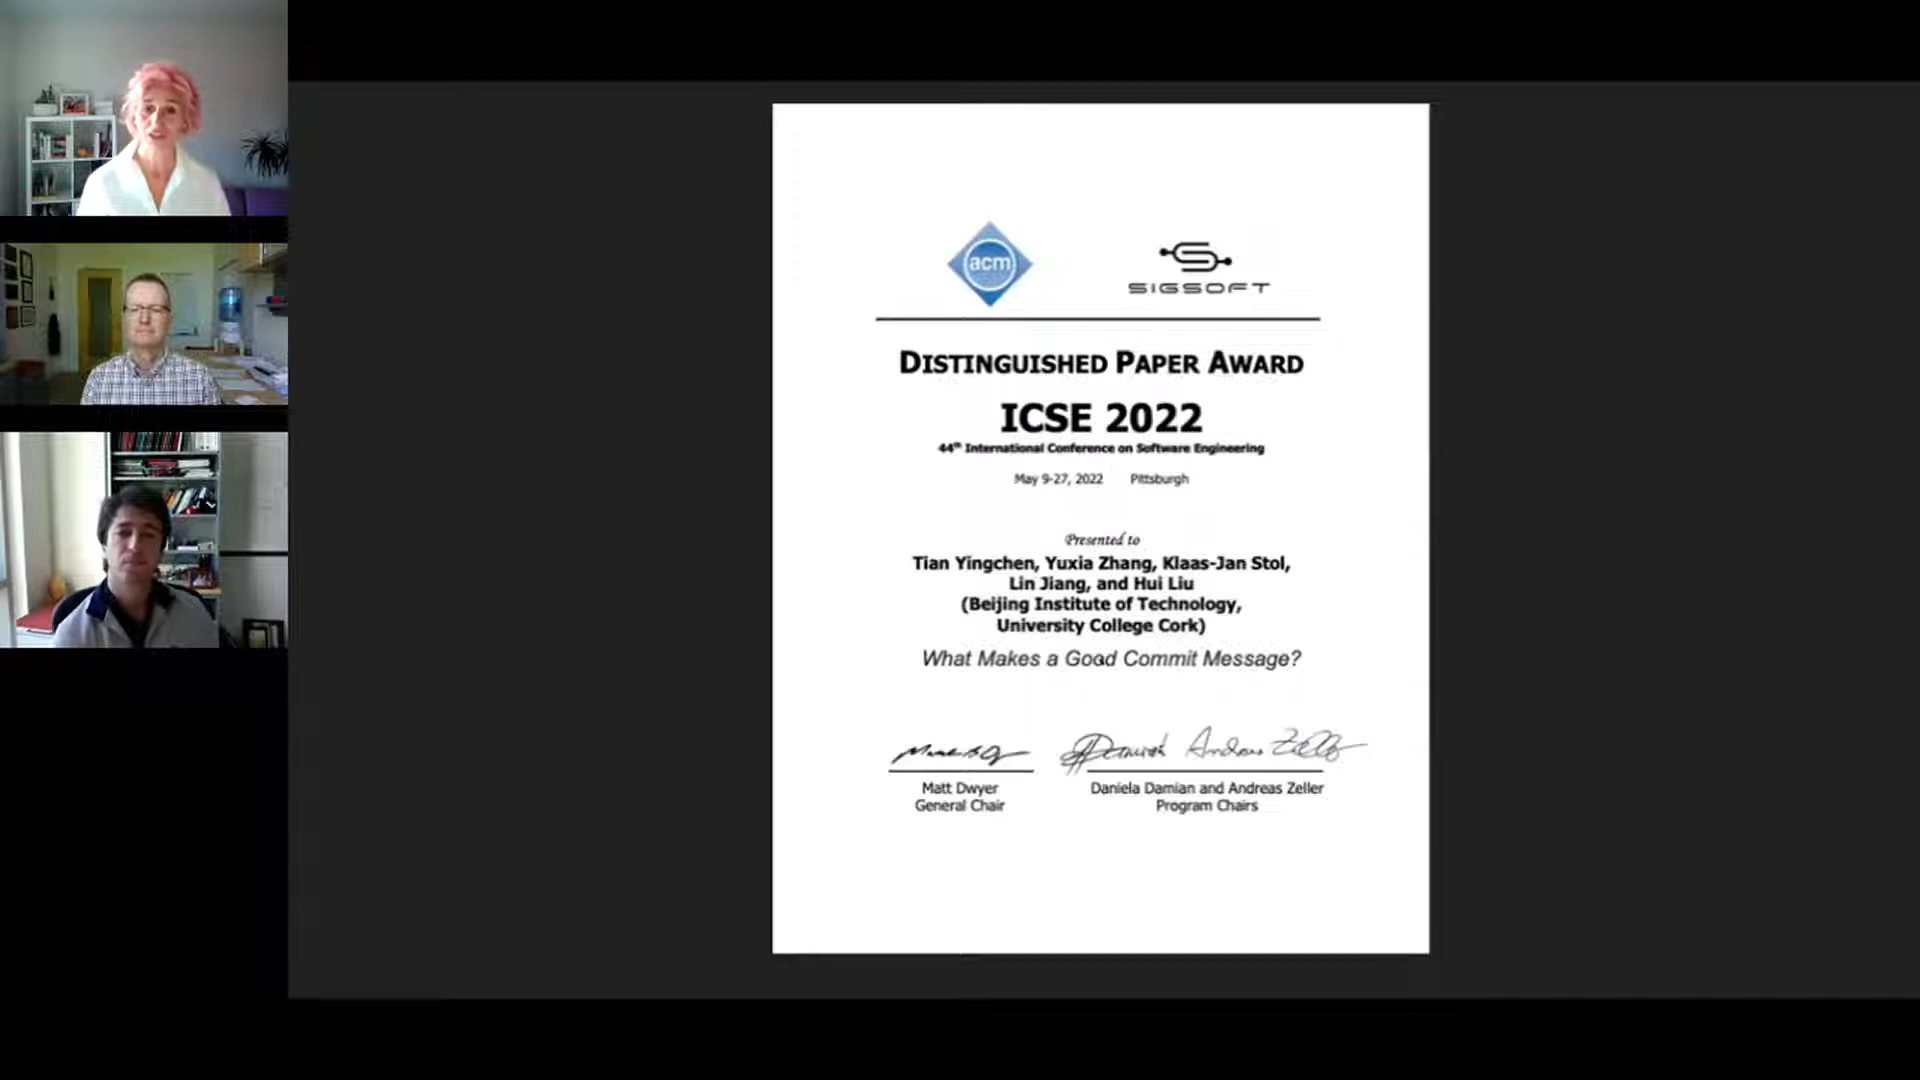 acm
SIGSOFT
DISTINGUISHED PAPER AWARD
ICSE 2022
44th International Conference on Software Engineering
May 9-27, 2022 Pittsburgh
Presented to
Tian Yingchen, Yuxia Zhang, Klaas-Jan Stol,
Lin Jiang, and Hui Liu
(Beijing Institute of Technology,
University College Cork)
What Makes a Good Commit Message?
Andreas Zeller
Matt Dwyer
General Chair
Daniela Damian and Andreas Zeller
Program Chairs